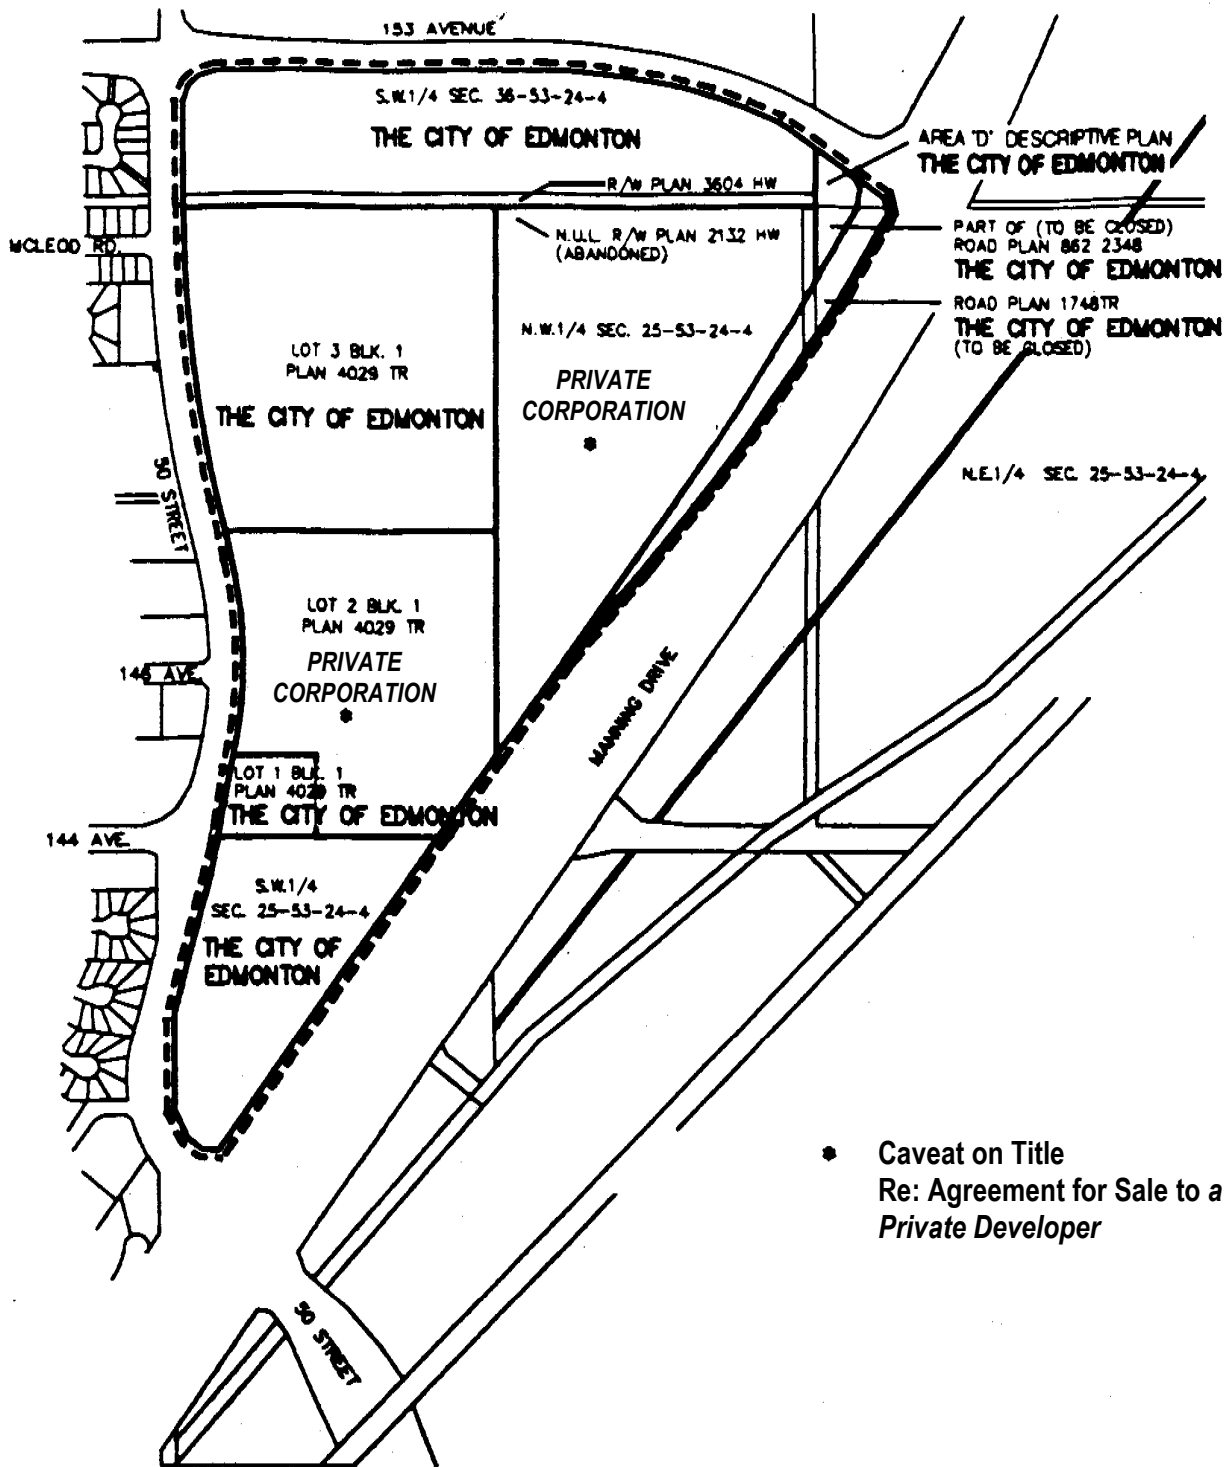 153 AVENUE
S.W.1/4 SEC. 36-53-24-4
THE CITY OF EDMONTON
AREA 'D' DESCRIPTIVE PLAN
THE CITY OF EDMONTON
R/W PLAN 3604 HW
N.U.L. R/W PLAN 2132 HW
(ABANDONED)
PART OF (TO BE CLOSED)
ROAD PLAN 862 2348
THE CITY OF EDMONTON
MCLEOD RD.
ROAD PLAN 1748TR
THE CITY OF EDMONTON
(TO BE CLOSED)
N.W.1/4 SEC. 25-53-24-4
LOT 3 BLK. 1
PLAN 4029 TR
THE CITY OF EDMONTON
PRIVATE
CORPORATION
*
N.E.1/4 SEC. 25-53-24-4
50 STREET
LOT 2 BLK. 1
PLAN 4029 TR
PRIVATE
CORPORATION
*
146 AVE.
MANNING DRIVE
LOT 1 BLK. 1
PLAN 4029 TR
THE CITY OF EDMONTON
144 AVE.
S.W.1/4
SEC. 25-53-24-4
THE CITY OF
EDMONTON
* Caveat on Title
Re: Agreement for Sale to a
Private Developer
50 STREET